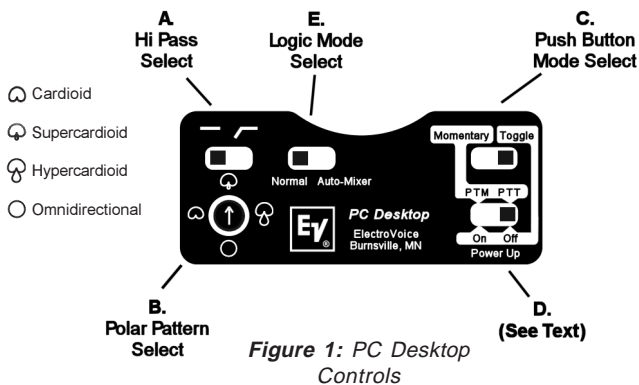 A.
Hi Pass
Select
E.
Logic Mode
Select
C.
Push Button
Mode Select
Cardioid
Supercardioid
Hypercardioid
Omnidirectional
Momentary Toggle
Normal Auto-Mixer
PTM PTT
EV®
PC Desktop
ElectroVoice
Burnsville, MN
On Off
Power Up
B.
Polar Pattern
Select
D.
(See Text)
Figure 1: PC Desktop
Controls